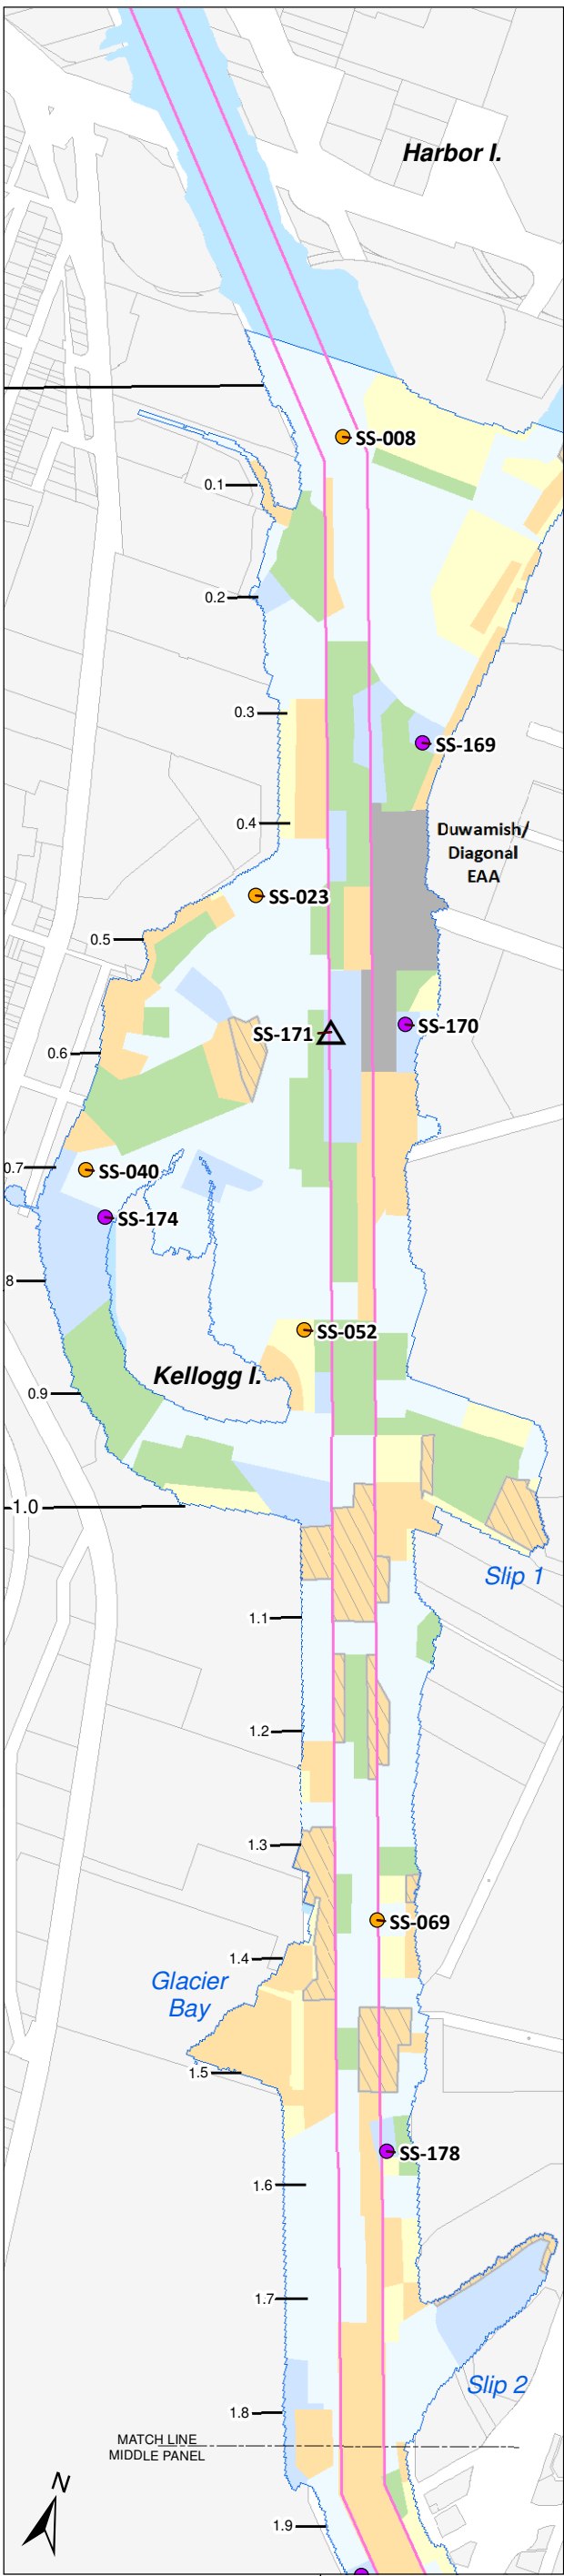 Harbor I.
SS-008
0.1
0.2
0.3
SS-169
0.4
Duwamish/
Diagonal
EAA
SS-023
0.5
SS-171
SS-170
0.6
0.7
SS-040
SS-174
8
SS-052
Kellogg I.
0.9
1.0
Slip 1
1.1
1.2
1.3
SS-069
1.4
Glacier
Bay
1.5
SS-178
1.6
1.7
Slip 2
1.8
MATCH LINE
MIDDLE PANEL
N
1.9